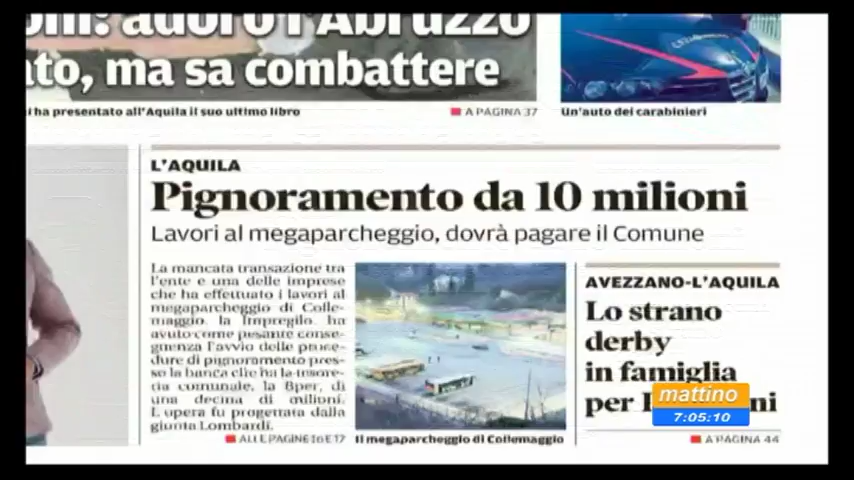 adoro l'Abruzzo
ma sa combattere
ha presentato all'Aquila il suo ultimo libro
A PAGINA 37
Un'auto dei carabinieri
L'AQUILA
Pignoramento da 10 milioni
Lavori al megaparcheggio, dovrà pagare il Comune
La mancata transazione tra
l'ente e una delle imprese
che ha effettuato i lavori al
megaparcheggio di Colle-
maggio, la Impregilo, ha
avuto come pesante conse-
guenza l'avvio delle proce-
dure di pignoramento pres-
so la banca che ha la tesore-
ria comunale, la Bper, di
una decina di milioni.
L'opera fu progettata dalla
giunta Lombardi.
ALLE PAGINE 16 E 17
Il megaparcheggio di Collemaggio
AVEZZANO-L'AQUILA
Lo strano
derby
in famiglia
per
A PAGINA 44
mattino
7:05:10